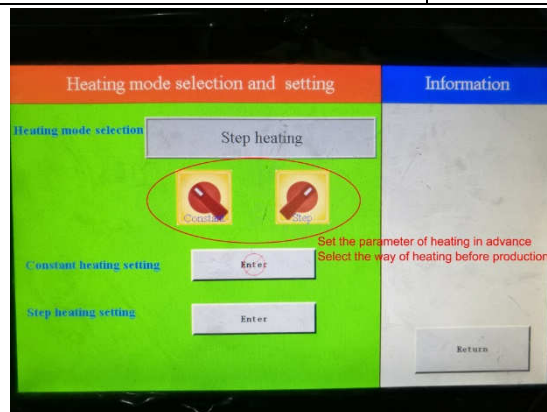 Heating mode selection and setting
Information
Heating mode selection
Step heating
Constant
Step
Set the parameter of heating in advance
Select the way of heating before production
Constant heating setting
Enter
Step heating setting
Enter
Return